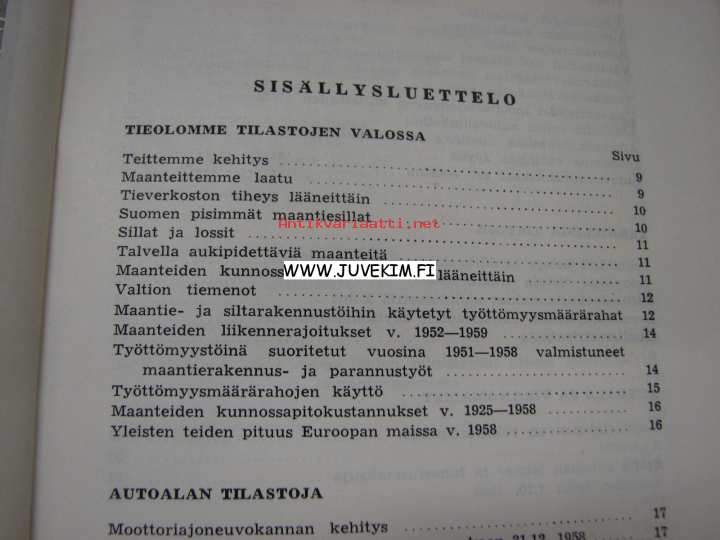 SISÄLLYSLUETTELO
TIEOLOMME TILASTOJEN VALOSSA
Sivu
Teittemme kehitys 9
Maanteittemme laatu 9
Tieverkoston tiheys lääneittäin 10
Suomen pisimmät maantiesillat 10
Antikvariaatti.net
Sillat ja lossit 11
Talvella aukipidettäviä maanteitä 11
Maanteiden kunnoss lääneittäin 11
WWW.JUVEKIM.FI
Valtion tiemenot 12
Maantie- ja siltarakennustöihin käytetyt työttömyysmäärärahat 12
Maanteiden liikennerajoitukset v. 1952—1959 14
Työttömyystöinä suoritetut vuosina 1951—1958 valmistuneet
maantierakennus- ja parannustyöt 14
Työttömyysmäärärahojen käyttö 15
Maanteiden kunnossapitokustannukset v. 1925—1958 16
Yleisten teiden pituus Euroopan maissa v. 1958 16
AUTOALAN TILASTOJA
Moottoriajoneuvokannan kehitys 17
31.12. 1958 17